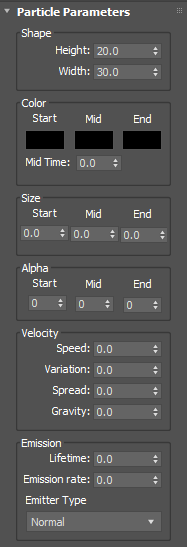 Particle Parameters
Shape
Height: 20.0
Width: 30.0
Color
Start Mid End
Mid Time: 0.0
Size
Start Mid End
0.0 0.0 0.0
Alpha
Start Mid End
0 0 0
Velocity
Speed: 0.0
Variation: 0.0
Spread: 0.0
Gravity: 0.0
Emission
Lifetime: 0.0
Emission rate: 0.0
Emitter Type
Normal